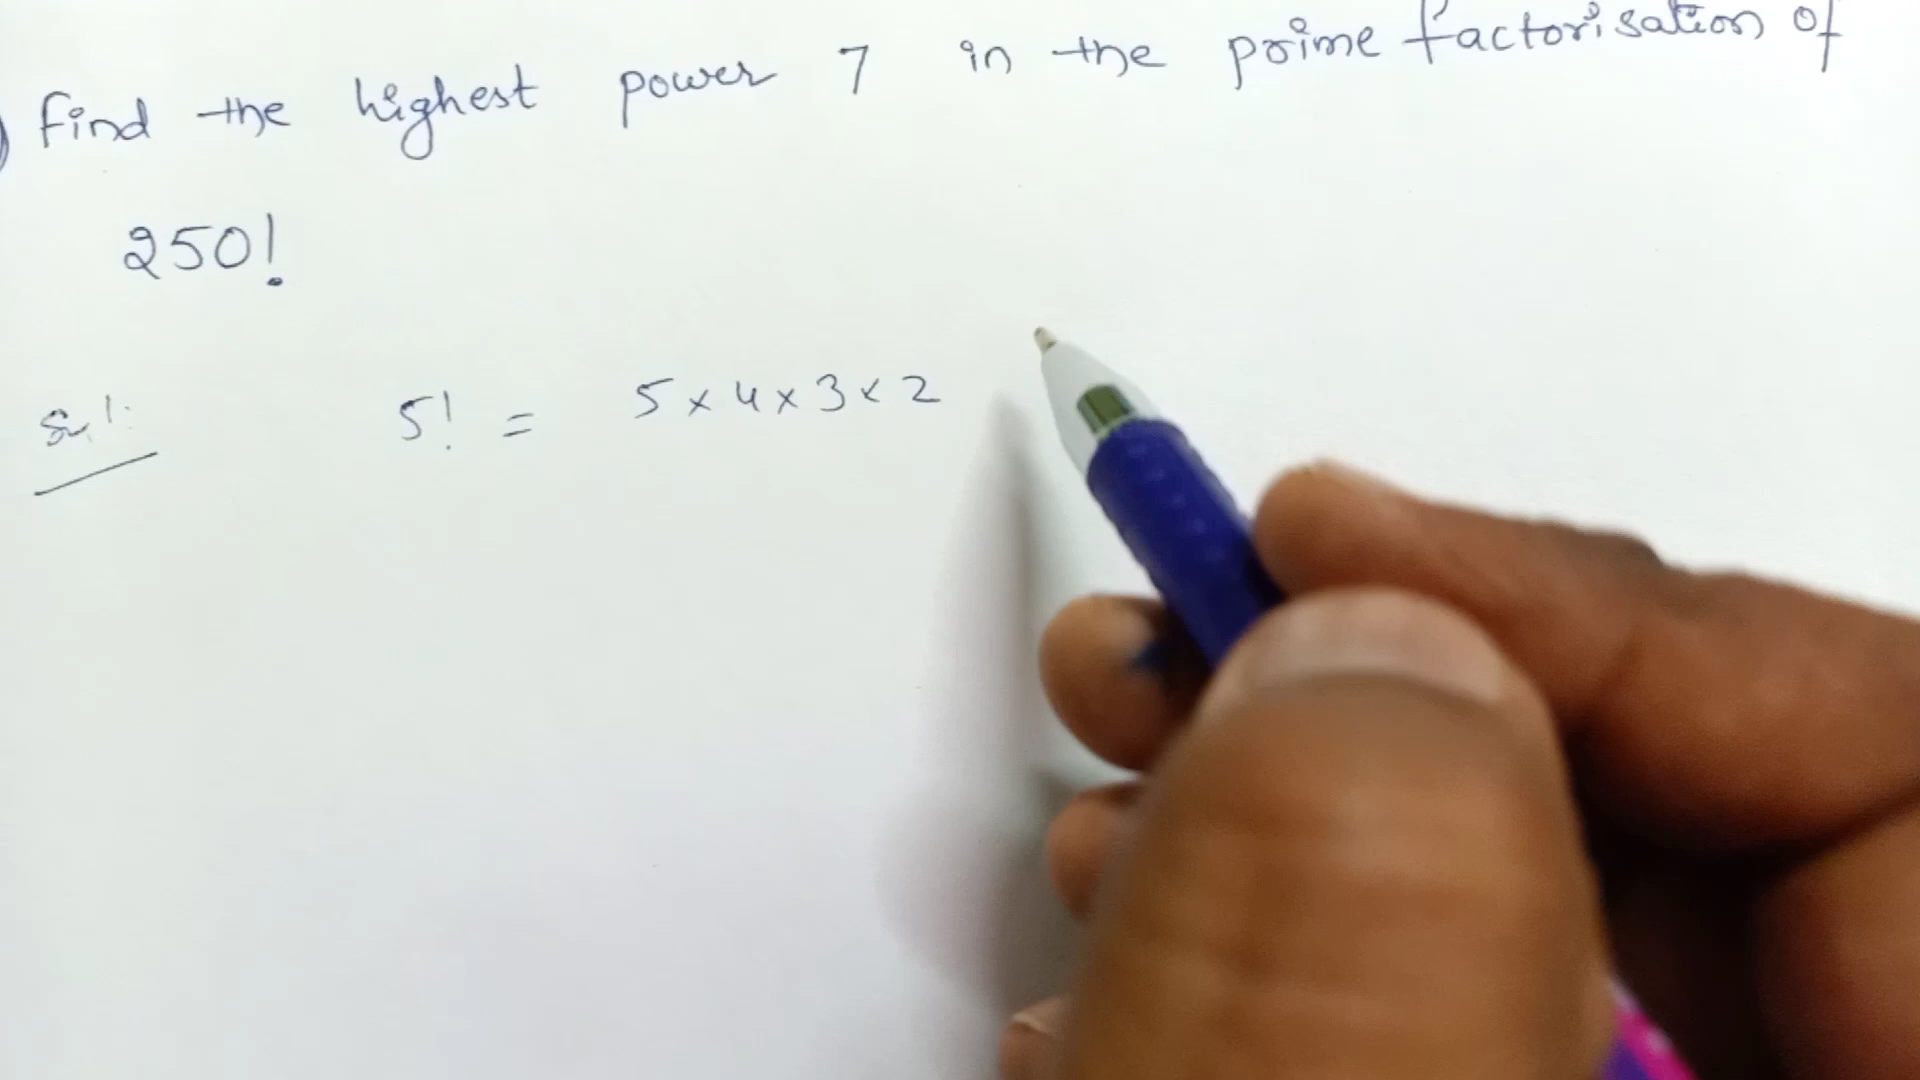 Find the highest power 7 in the prime factorisation of
250!
Sol:
5! = 5 × 4 × 3 × 2